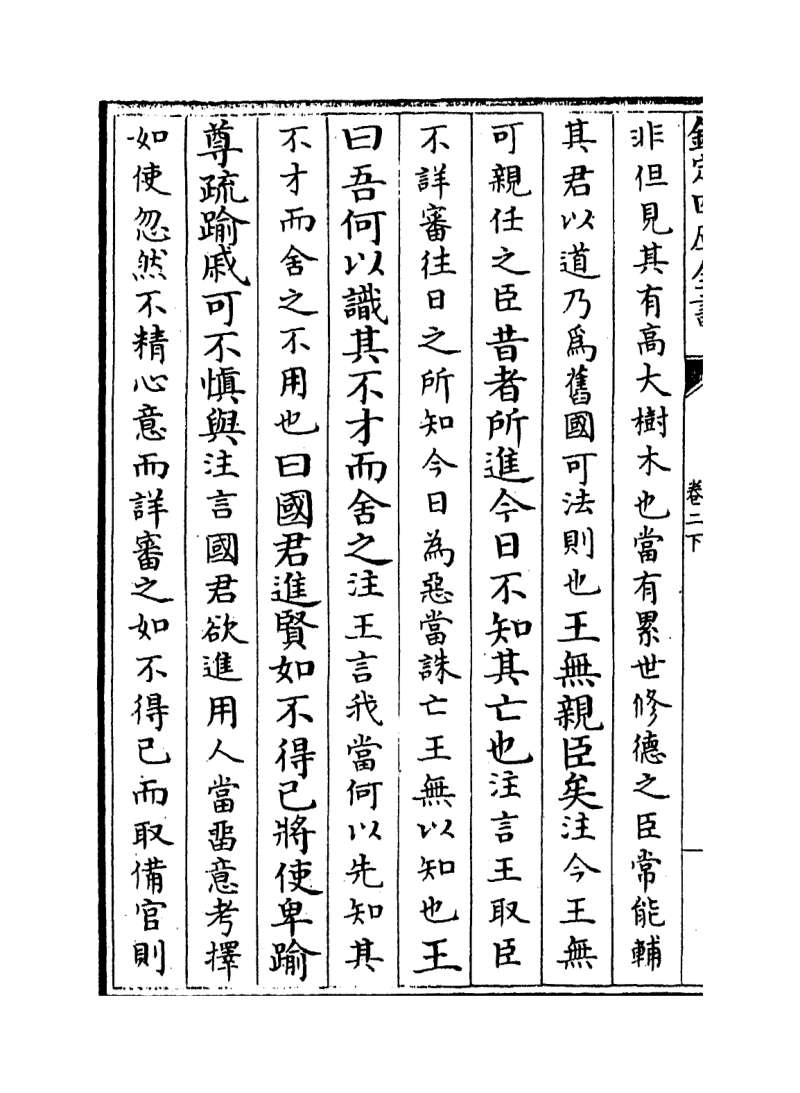 欽定四庫全書
卷二下
非但見其有高大樹木也當有累世修德之臣常能輔
其君以道乃為舊國可法則也王無親臣矣注今王無
可親任之臣昔者所進今日不知其亡也注言王取臣
不詳審往日之所知今日為惡當誅亡王無以知也王
曰吾何以識其不才而舍之注王言我當何以先知其
不才而舍之不用也曰國君進賢如不得已將使卑踰
尊疏踰戚可不慎與注言國君欲進用人當畱意考擇
如使忽然不精心意而詳審之如不得已而取備官則